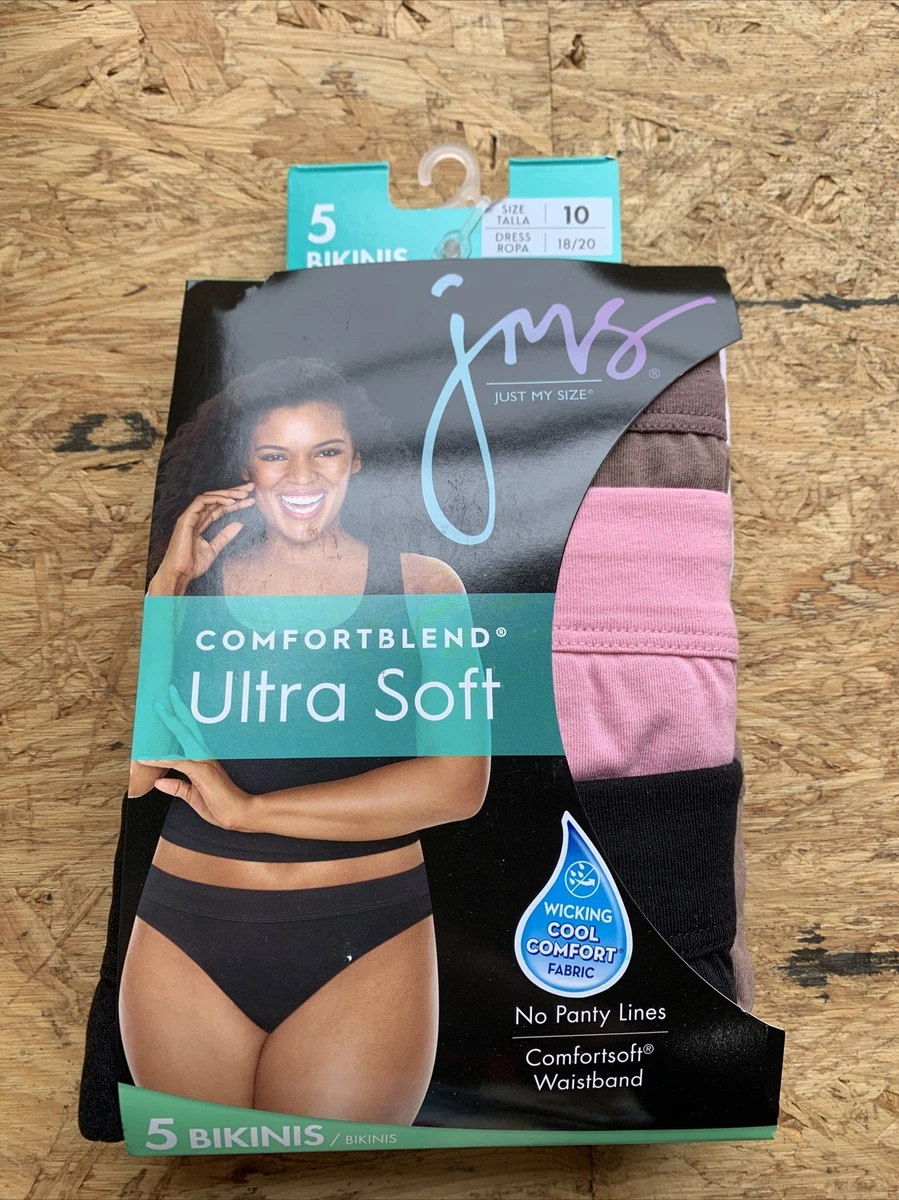 5
BIKINIS
SIZE
TALLA
10
DRESS
ROPA
18/20
jms®
JUST MY SIZE®
COMFORTBLEND®
Ultra Soft
WICKING
COOL
COMFORT®
FABRIC
No Panty Lines
Comfortsoft®
Waistband
5 BIKINIS / BIKINIS